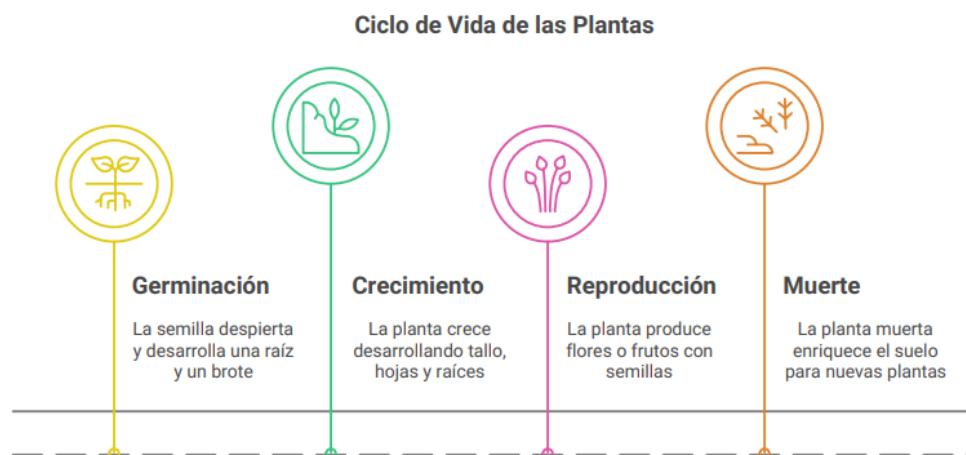 Ciclo de Vida de las Plantas
Germinación
La semilla despierta
y desarrolla una raíz
y un brote
Crecimiento
La planta crece
desarrollando tallo,
hojas y raíces
Reproducción
La planta produce
flores o frutos con
semillas
Muerte
La planta muerta
enriquece el suelo
para nuevas plantas